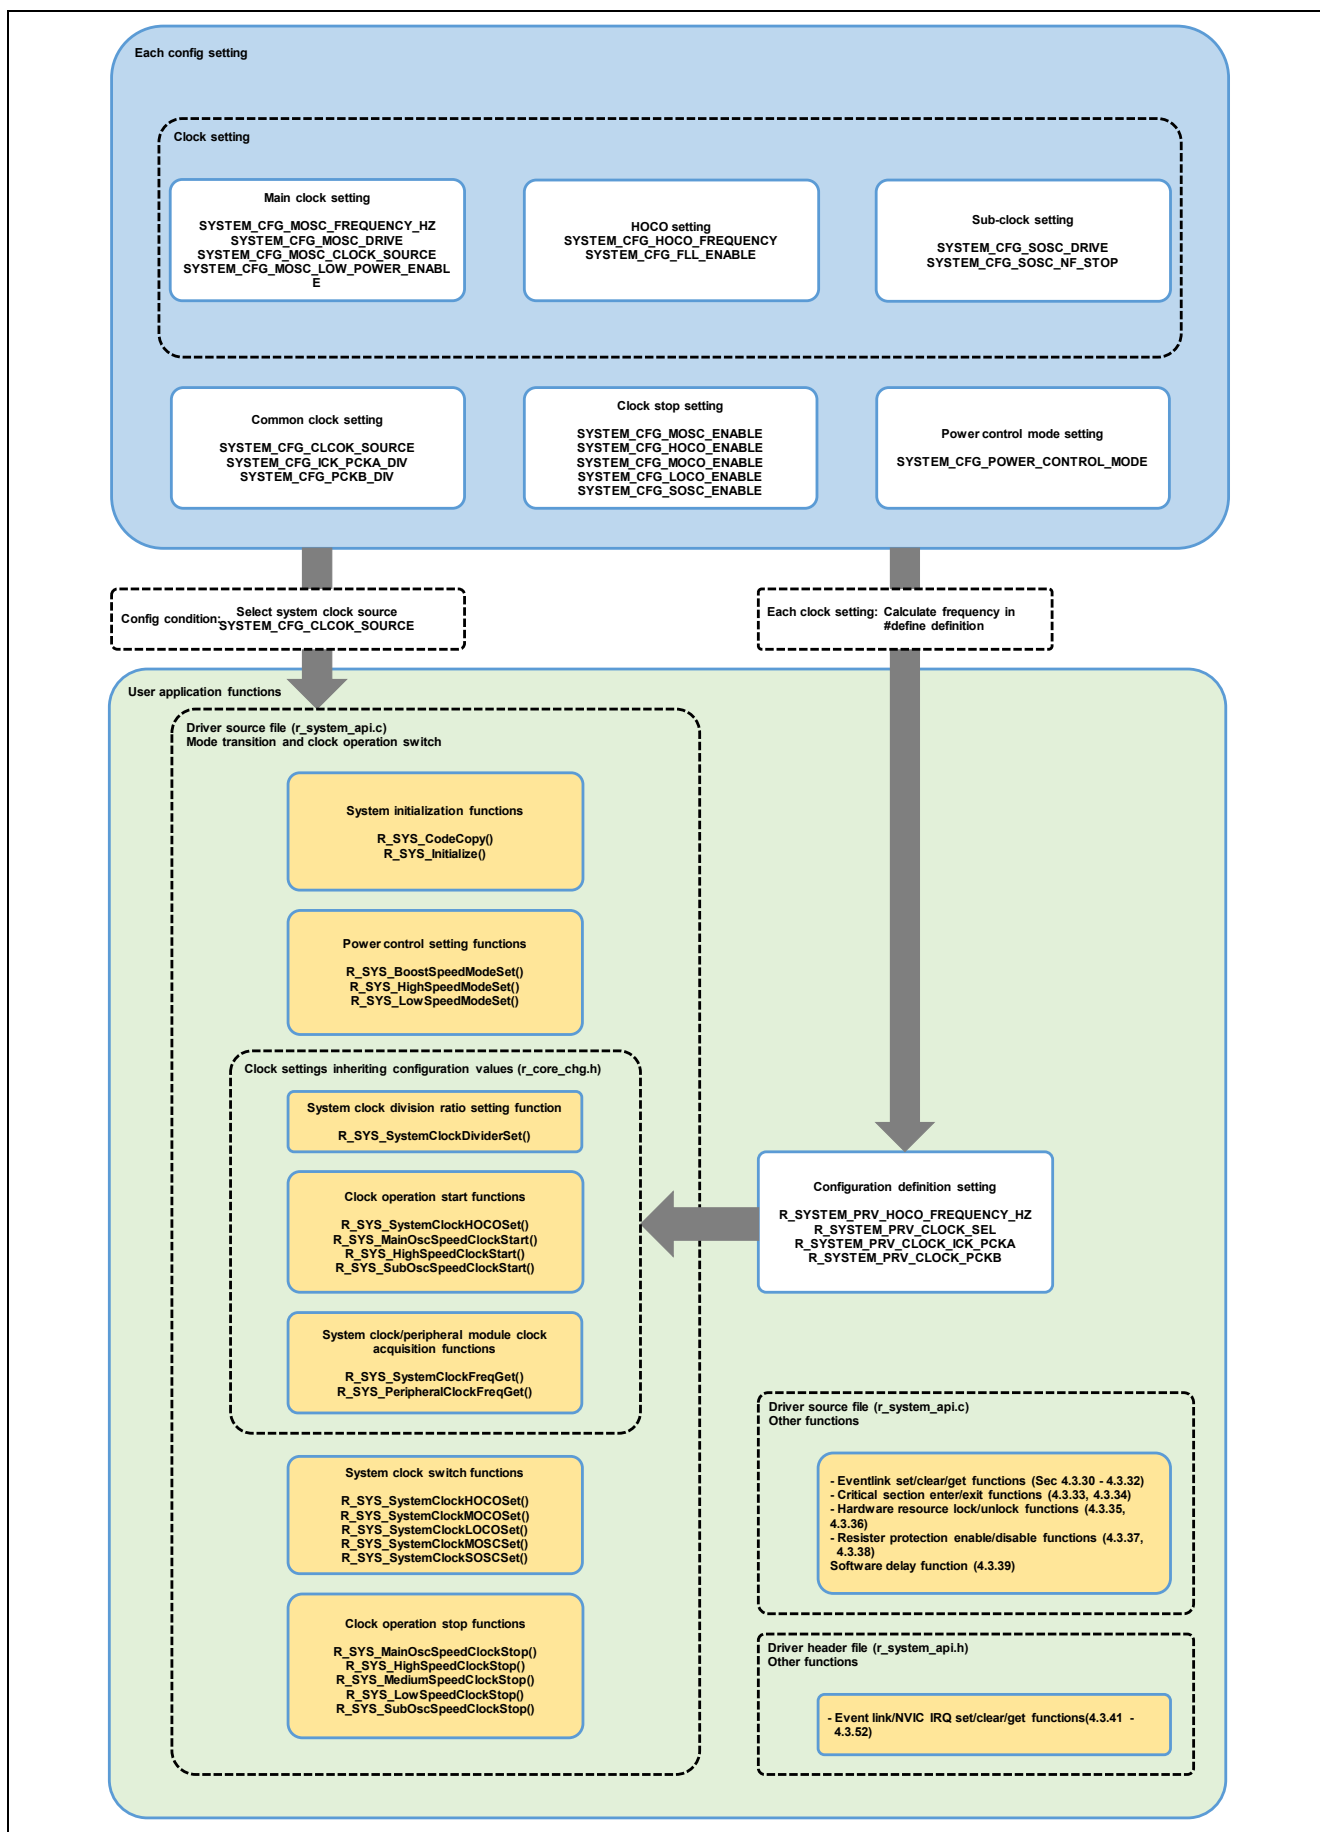 Each config setting
Clock setting
Main clock setting
SYSTEM_CFG_MOSC_FREQUENCY_HZ
SYSTEM_CFG_MOSC_DRIVE
SYSTEM_CFG_MOSC_CLOCK_SOURCE
SYSTEM_CFG_MOSC_LOW_POWER_ENABL
E
HOCO setting
SYSTEM_CFG_HOCO_FREQUENCY
SYSTEM_CFG_FLL_ENABLE
Sub-clock setting
SYSTEM_CFG_SOSC_DRIVE
SYSTEM_CFG_SOSC_NF_STOP
Common clock setting
SYSTEM_CFG_CLCOK_SOURCE
SYSTEM_CFG_ICK_PCKA_DIV
SYSTEM_CFG_PCKB_DIV
Clock stop setting
SYSTEM_CFG_MOSC_ENABLE
SYSTEM_CFG_HOCO_ENABLE
SYSTEM_CFG_MOCO_ENABLE
SYSTEM_CFG_LOCO_ENABLE
SYSTEM_CFG_SOSC_ENABLE
Power control mode setting
SYSTEM_CFG_POWER_CONTROL_MODE
Config condition: Select system clock source
SYSTEM_CFG_CLCOK_SOURCE
Each clock setting: Calculate frequency in
#define definition
User application functions
Driver source file (r_system_api.c)
Mode transition and clock operation switch
System initialization functions
R_SYS_CodeCopy()
R_SYS_Initialize()
Power control setting functions
R_SYS_BoostSpeedModeSet()
R_SYS_HighSpeedModeSet()
R_SYS_LowSpeedModeSet()
Clock settings inheriting configuration values (r_core_chg.h)
System clock division ratio setting function
R_SYS_SystemClockDividerSet()
Clock operation start functions
R_SYS_SystemClockHOCOSet()
R_SYS_MainOscSpeedClockStart()
R_SYS_HighSpeedClockStart()
R_SYS_SubOscSpeedClockStart()
System clock/peripheral module clock
acquisition functions
R_SYS_SystemClockFreqGet()
R_SYS_PeripheralClockFreqGet()
System clock switch functions
R_SYS_SystemClockHOCOSet()
R_SYS_SystemClockMOCOSet()
R_SYS_SystemClockLOCOSet()
R_SYS_SystemClockMOSCSet()
R_SYS_SystemClockSOSCSet()
Clock operation stop functions
R_SYS_MainOscSpeedClockStop()
R_SYS_HighSpeedClockStop()
R_SYS_MediumSpeedClockStop()
R_SYS_LowSpeedClockStop()
R_SYS_SubOscSpeedClockStop()
Configuration definition setting
R_SYSTEM_PRV_HOCO_FREQUENCY_HZ
R_SYSTEM_PRV_CLOCK_SEL
R_SYSTEM_PRV_CLOCK_ICK_PCKA
R_SYSTEM_PRV_CLOCK_PCKB
Driver source file (r_system_api.c)
Other functions
- Eventlink set/clear/get functions (Sec 4.3.30 - 4.3.32)
- Critical section enter/exit functions (4.3.33, 4.3.34)
- Hardware resource lock/unlock functions (4.3.35,
4.3.36)
- Resister protection enable/disable functions (4.3.37,
4.3.38)
Software delay function (4.3.39)
Driver header file (r_system_api.h)
Other functions
- Event link/NVIC IRQ set/clear/get functions(4.3.41 -
4.3.52)